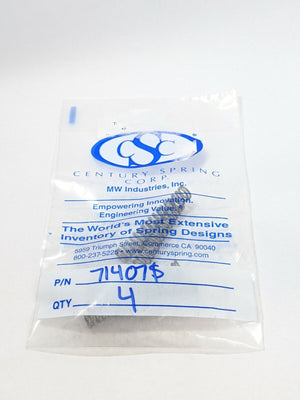 CSC
CENTURY SPRING
CORP
MW Industries, Inc.
Empowering Innovation.
Engineering Value.
The World's Most Extensive
Inventory of Spring Designs
5959 Triumph Street, Commerce CA 90040
800-237-5225 • www.centuryspring.com
P/N 71407S
QTY 4